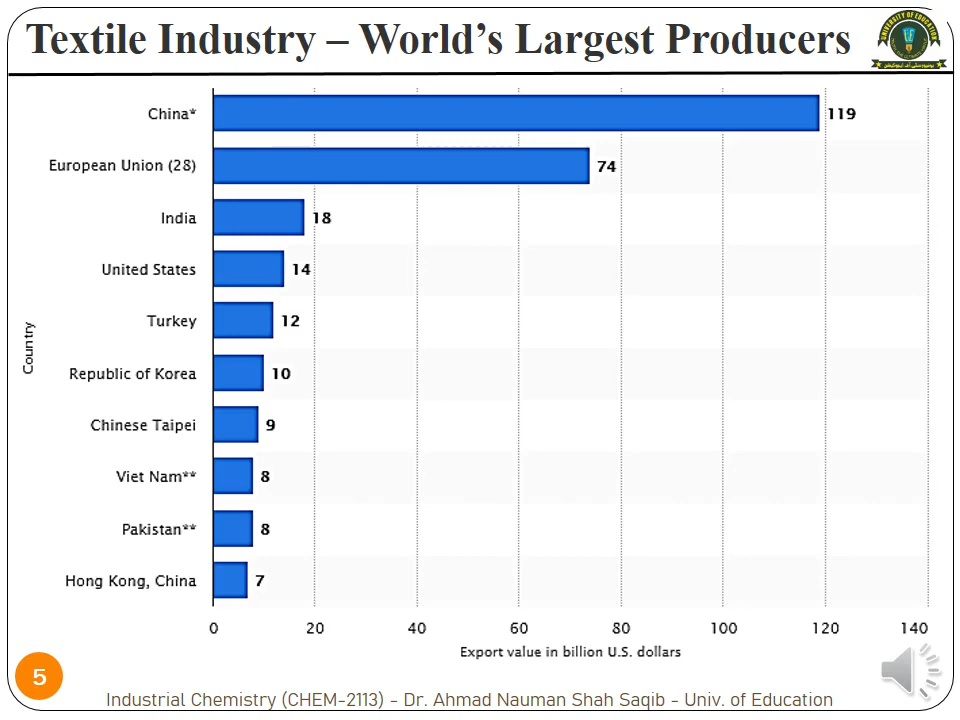 Textile Industry – World's Largest Producers
UNIVERSITY OF EDUCATION
China* 119
European Union (28) 74
India 18
United States 14
Turkey 12
Republic of Korea 10
Chinese Taipei 9
Viet Nam** 8
Pakistan** 8
Hong Kong, China 7
Country
0 20 40 60 80 100 120 140
Export value in billion U.S. dollars
5
Industrial Chemistry (CHEM-2113) - Dr. Ahmad Nauman Shah Saqib - Univ. of Education